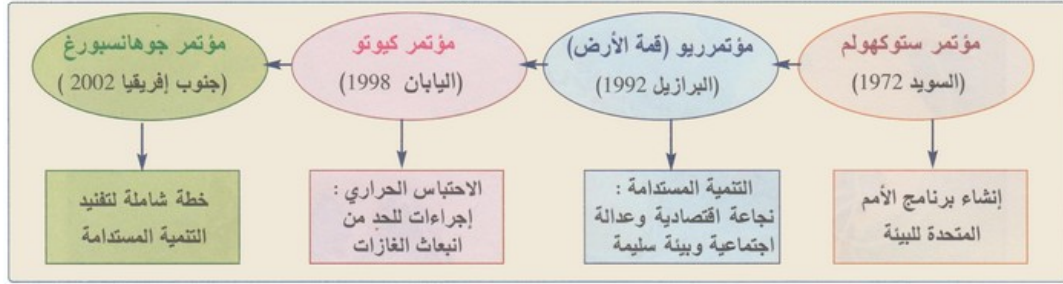 مؤتمر ستوكهولم
(السويد 1972)
مؤتمرريو (قمة الأرض)
(البرازيل 1992)
مؤتمر كيوتو
(اليابان 1998)
مؤتمر جوهانسبورغ
(جنوب إفريقيا 2002)
إنشاء برنامج الأمم
المتحدة للبيئة
التنمية المستدامة :
نجاعة اقتصادية وعدالة
اجتماعية وبيئة سليمة
الاحتباس الحراري :
إجراءات للحد من
انبعاث الغازات
خطة شاملة لتفنيد
التنمية المستدامة